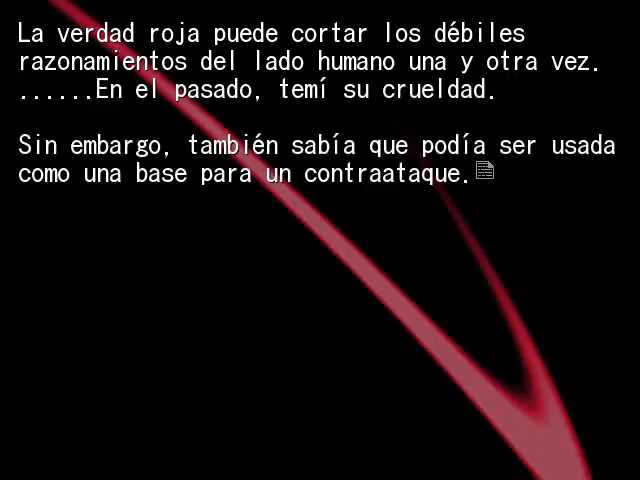 La verdad roja puede cortar los débiles
razonamientos del lado humano una y otra vez.
......En el pasado, temí su crueldad.
Sin embargo, también sabía que podía ser usada
como una base para un contraataque.